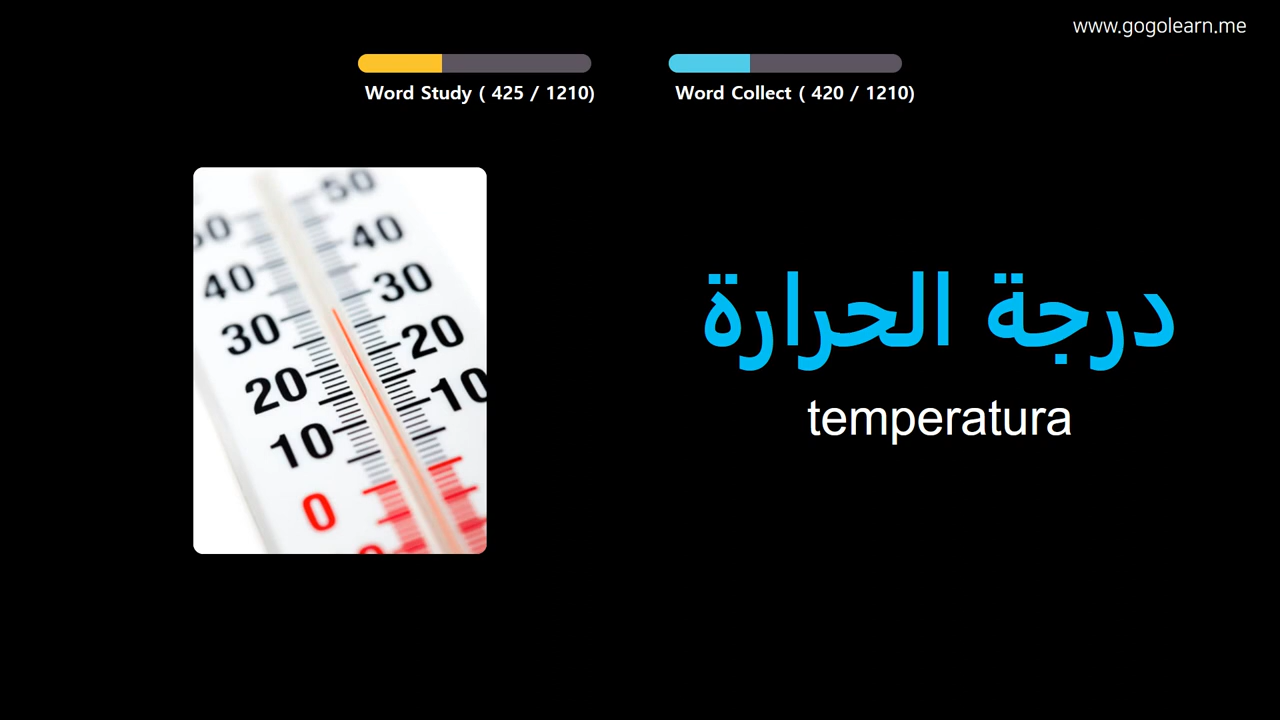 www.gogolearn.me
Word Study ( 425 / 1210)
Word Collect ( 420 / 1210)
50
40
30
20
10
40
30
20
10
0
درجة الحرارة
temperatura